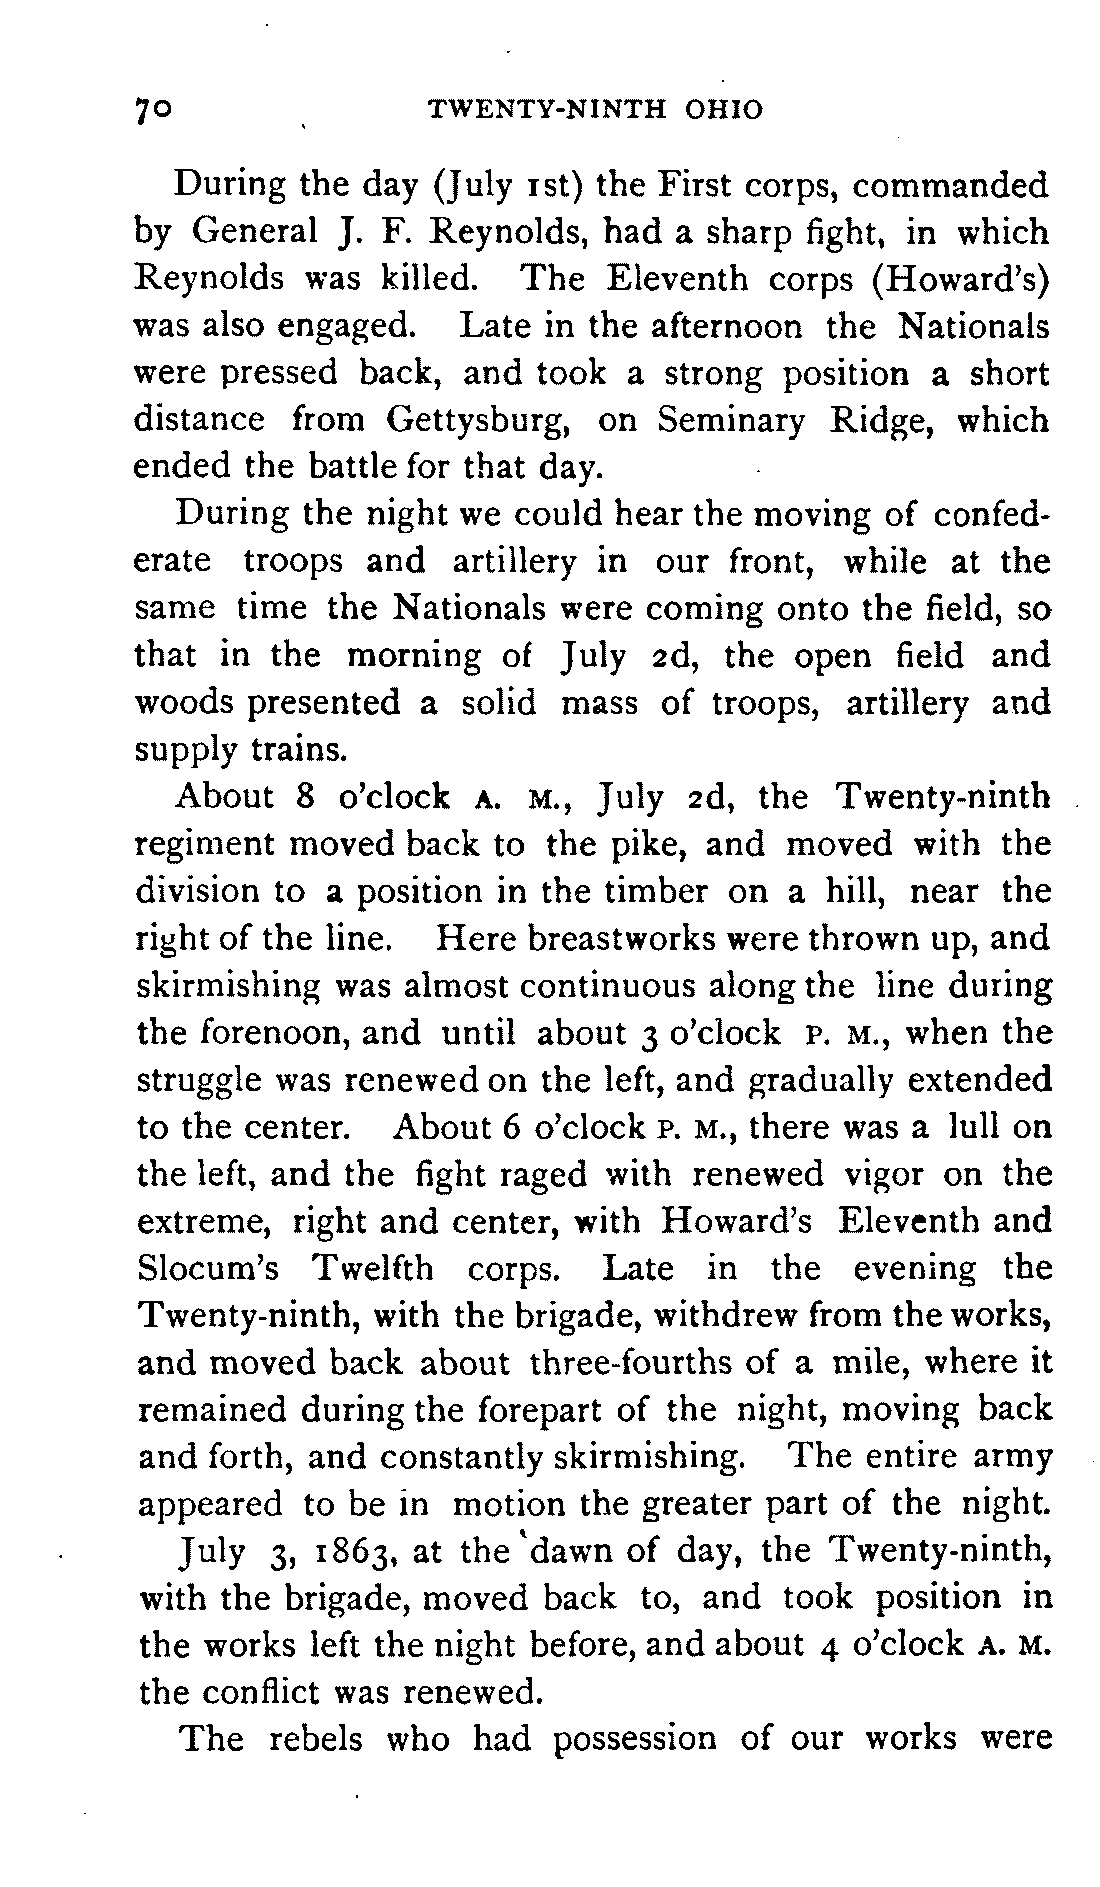 70 TWENTY-NINTH OHIO
During the day (July 1st) the First corps, commanded
by General J. F. Reynolds, had a sharp fight, in which
Reynolds was killed. The Eleventh corps (Howard's)
was also engaged. Late in the afternoon the Nationals
were pressed back, and took a strong position a short
distance from Gettysburg, on Seminary Ridge, which
ended the battle for that day.
During the night we could hear the moving of confed-
erate troops and artillery in our front, while at the
same time the Nationals were coming onto the field, so
that in the morning of July 2d, the open field and
woods presented a solid mass of troops, artillery and
supply trains.
About 8 o'clock A. M., July 2d, the Twenty-ninth
regiment moved back to the pike, and moved with the
division to a position in the timber on a hill, near the
right of the line. Here breastworks were thrown up, and
skirmishing was almost continuous along the line during
the forenoon, and until about 3 o'clock P. M., when the
struggle was renewed on the left, and gradually extended
to the center. About 6 o'clock P. M., there was a lull on
the left, and the fight raged with renewed vigor on the
extreme, right and center, with Howard's Eleventh and
Slocum's Twelfth corps. Late in the evening the
Twenty-ninth, with the brigade, withdrew from the works,
and moved back about three-fourths of a mile, where it
remained during the forepart of the night, moving back
and forth, and constantly skirmishing. The entire army
appeared to be in motion the greater part of the night.
July 3, 1863, at the dawn of day, the Twenty-ninth,
with the brigade, moved back to, and took position in
the works left the night before, and about 4 o'clock A. M.
the conflict was renewed.
The rebels who had possession of our works were